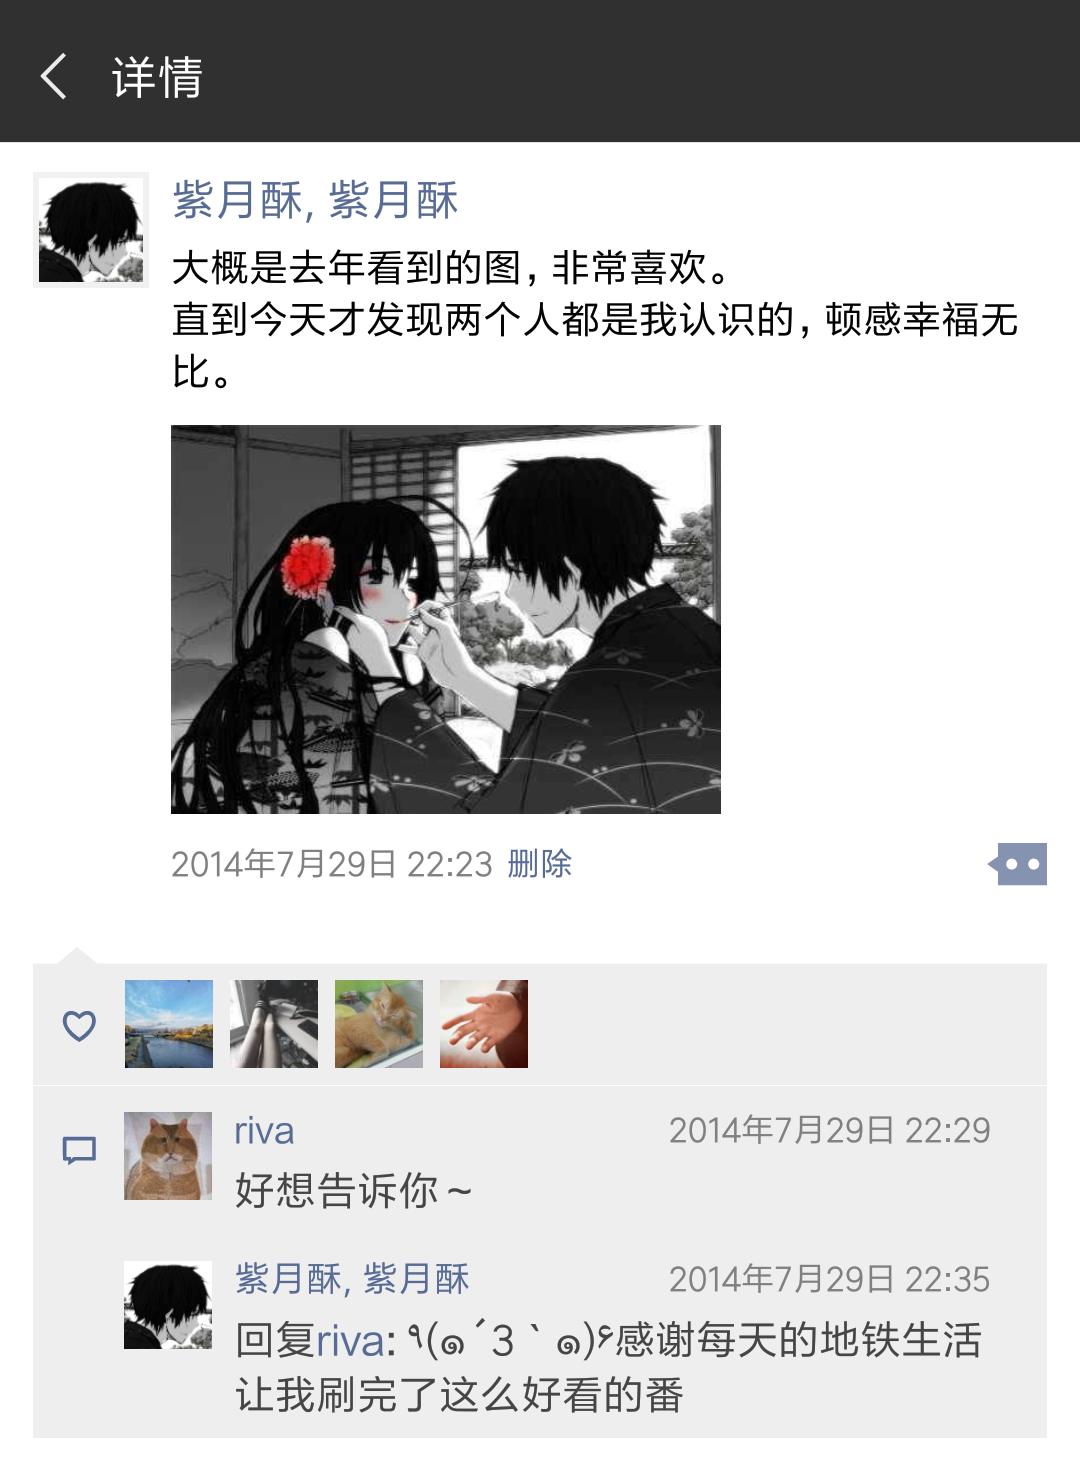 详情
紫月酥, 紫月酥
大概是去年看到的图，非常喜欢。
直到今天才发现两个人都是我认识的，顿感幸福无
比。
2014年7月29日 22:23 删除
riva 2014年7月29日 22:29
好想告诉你～
紫月酥, 紫月酥 2014年7月29日 22:35
回复riva: ٩(๑´3｀๑)۶感谢每天的地铁生活
让我刷完了这么好看的番